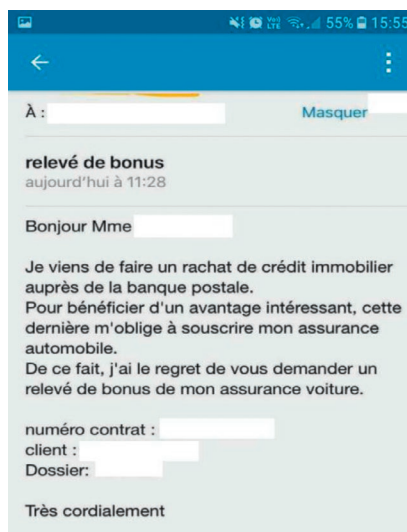 55% 15:55
À : Masquer
relevé de bonus
aujourd'hui à 11:28
Bonjour Mme
Je viens de faire un rachat de crédit immobilier
auprès de la banque postale.
Pour bénéficier d'un avantage intéressant, cette
dernière m'oblige à souscrire mon assurance
automobile.
De ce fait, j'ai le regret de vous demander un
relevé de bonus de mon assurance voiture.
numéro contrat :
client :
Dossier:
Très cordialement